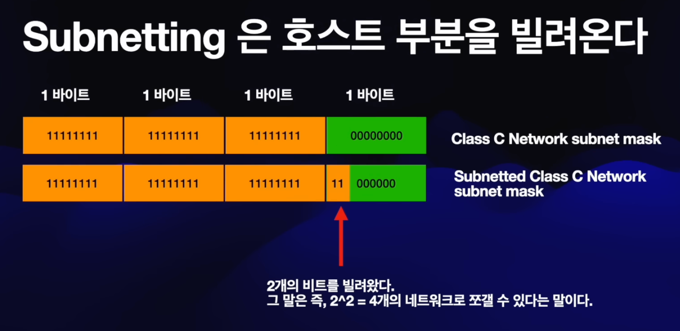 Subnetting 은 호스트 부분을 빌려온다
1 바이트 1 바이트 1 바이트 1 바이트
11111111 11111111 11111111 00000000 Class C Network subnet mask
11111111 11111111 11111111 11 000000 Subnetted Class C Network
subnet mask
2개의 비트를 빌려왔다.
그 말은 즉, 2^2 = 4개의 네트워크로 쪼갤 수 있다는 말이다.